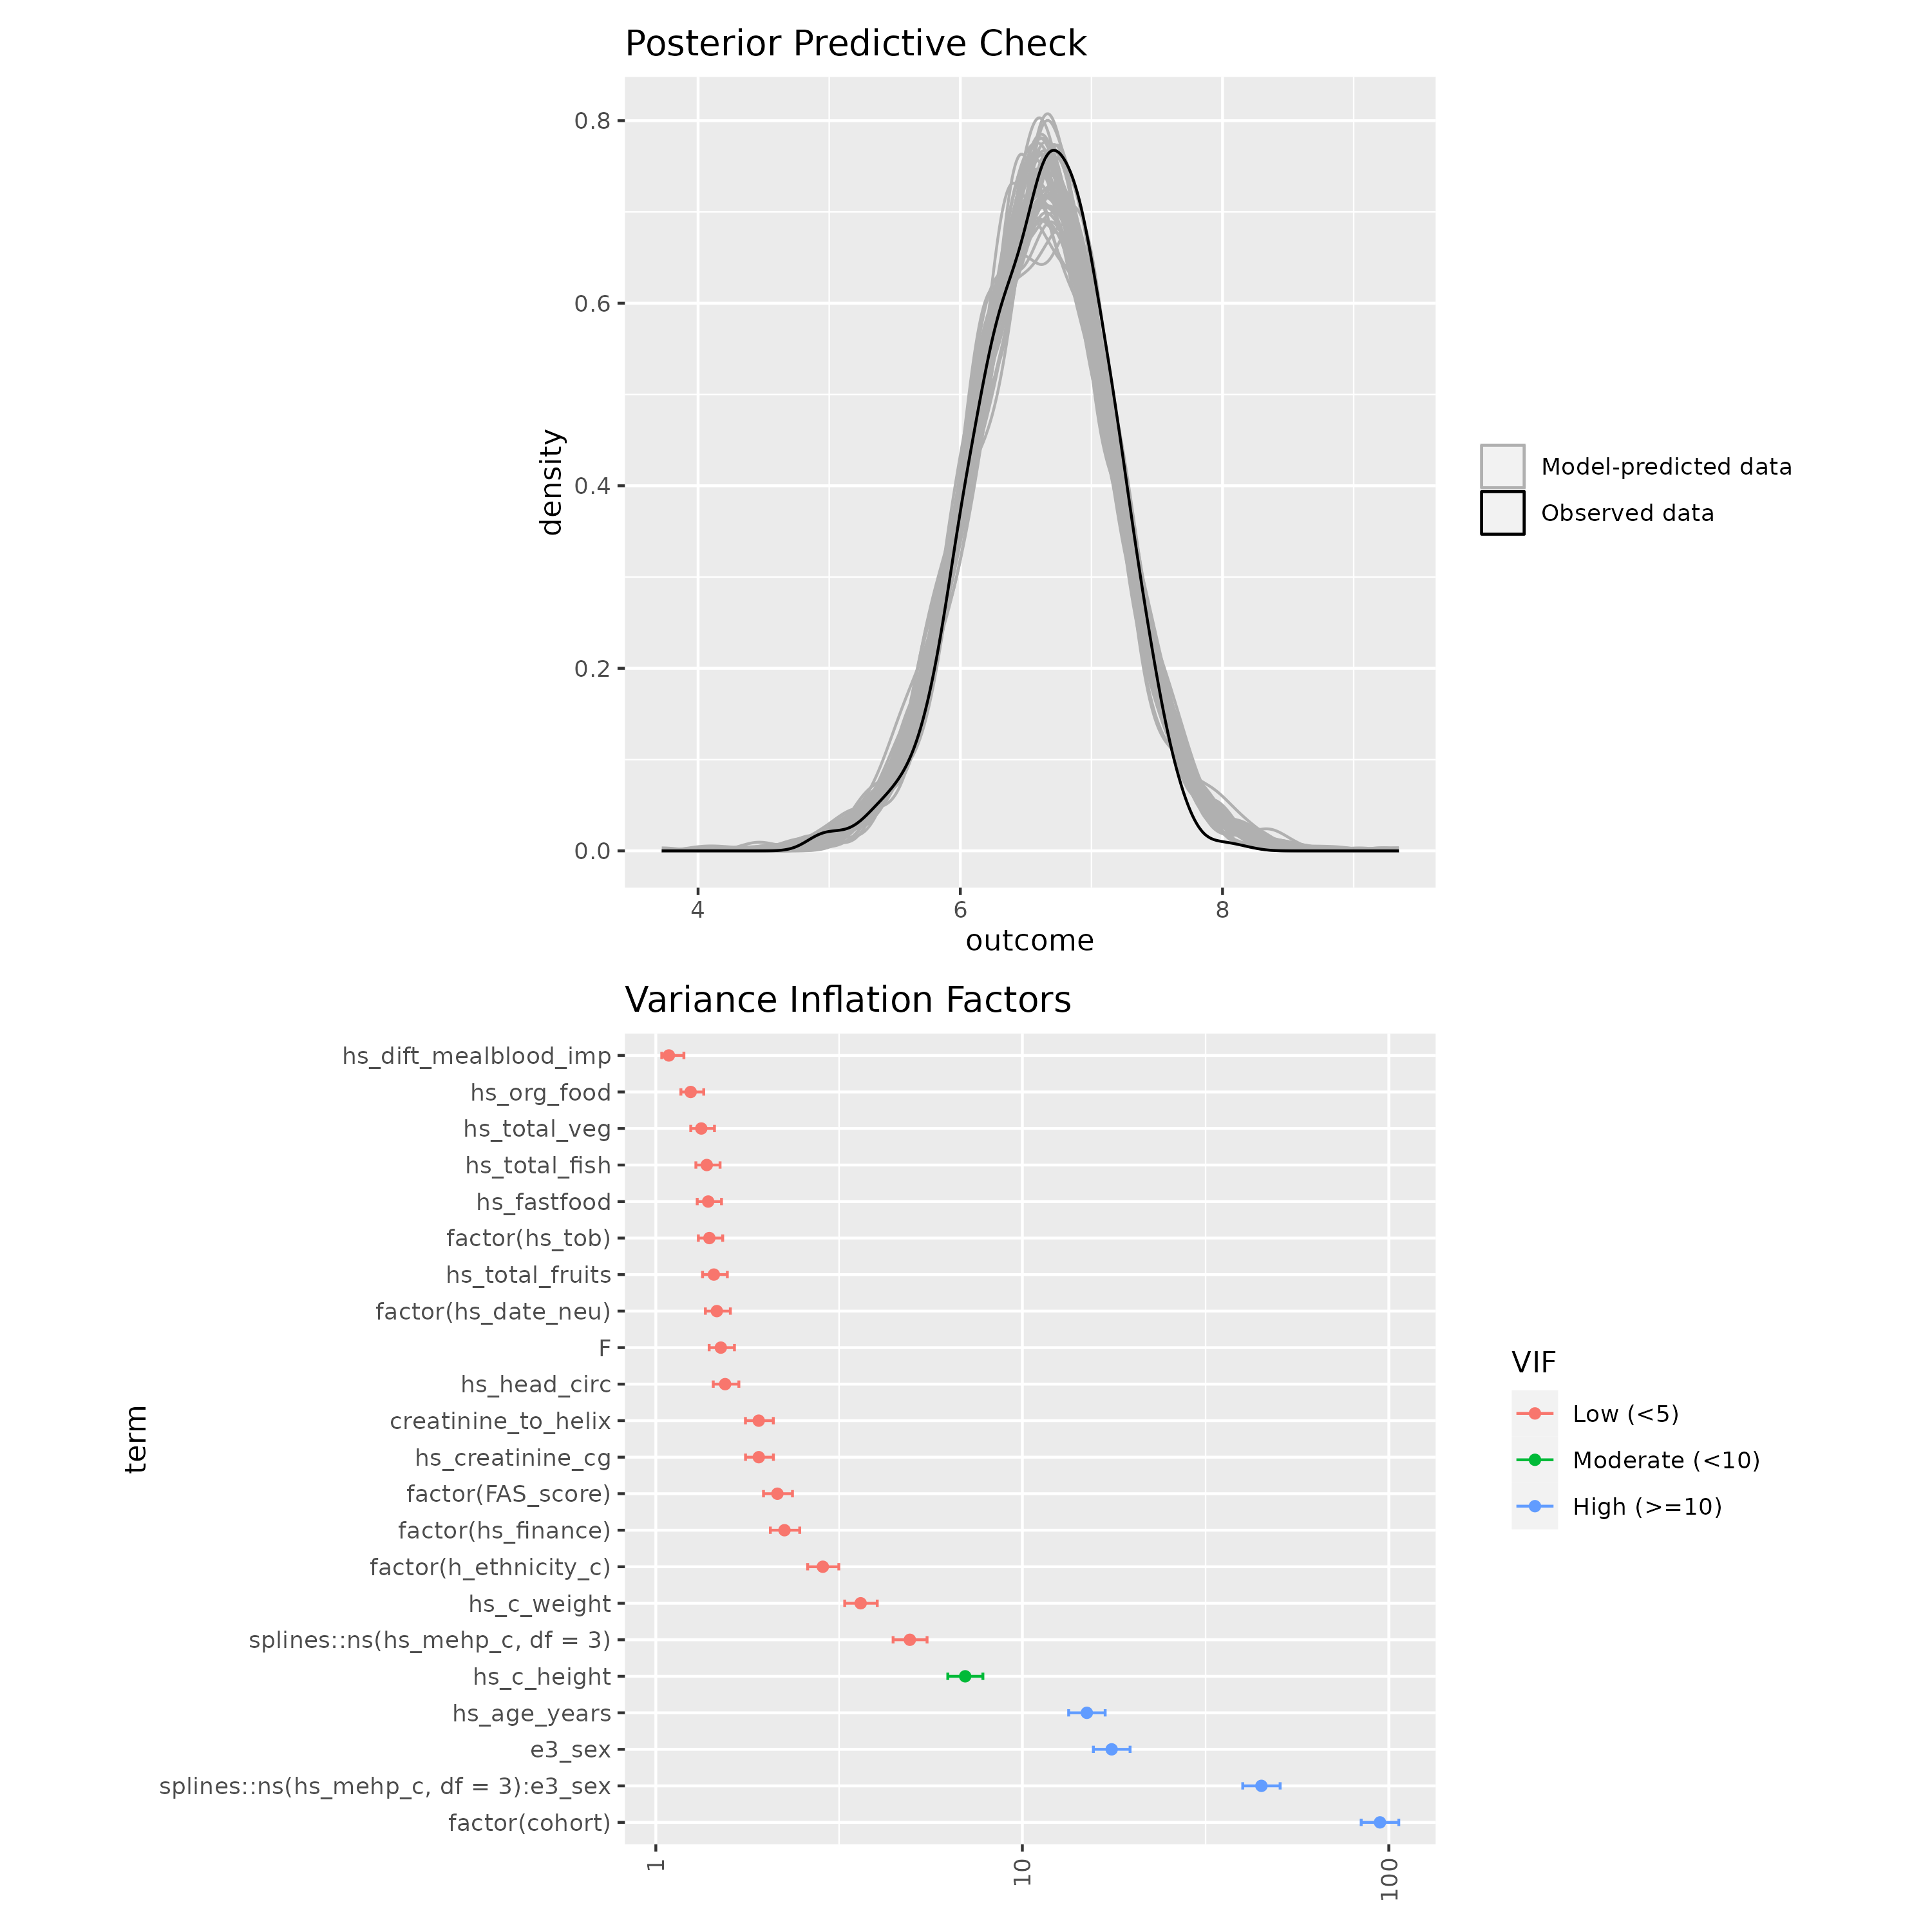 Posterior Predictive Check
0.8
0.6
0.4
0.2
0.0
density
4
6
8
outcome
Model-predicted data
Observed data
Variance Inflation Factors
hs_dift_mealblood_imp
hs_org_food
hs_total_veg
hs_total_fish
hs_fastfood
factor(hs_tob)
hs_total_fruits
factor(hs_date_neu)
F
hs_head_circ
creatinine_to_helix
hs_creatinine_cg
factor(FAS_score)
factor(hs_finance)
factor(h_ethnicity_c)
hs_c_weight
splines::ns(hs_mehp_c, df = 3)
hs_c_height
hs_age_years
e3_sex
splines::ns(hs_mehp_c, df = 3):e3_sex
factor(cohort)
term
1
10
100
VIF
Low (<5)
Moderate (<10)
High (>=10)